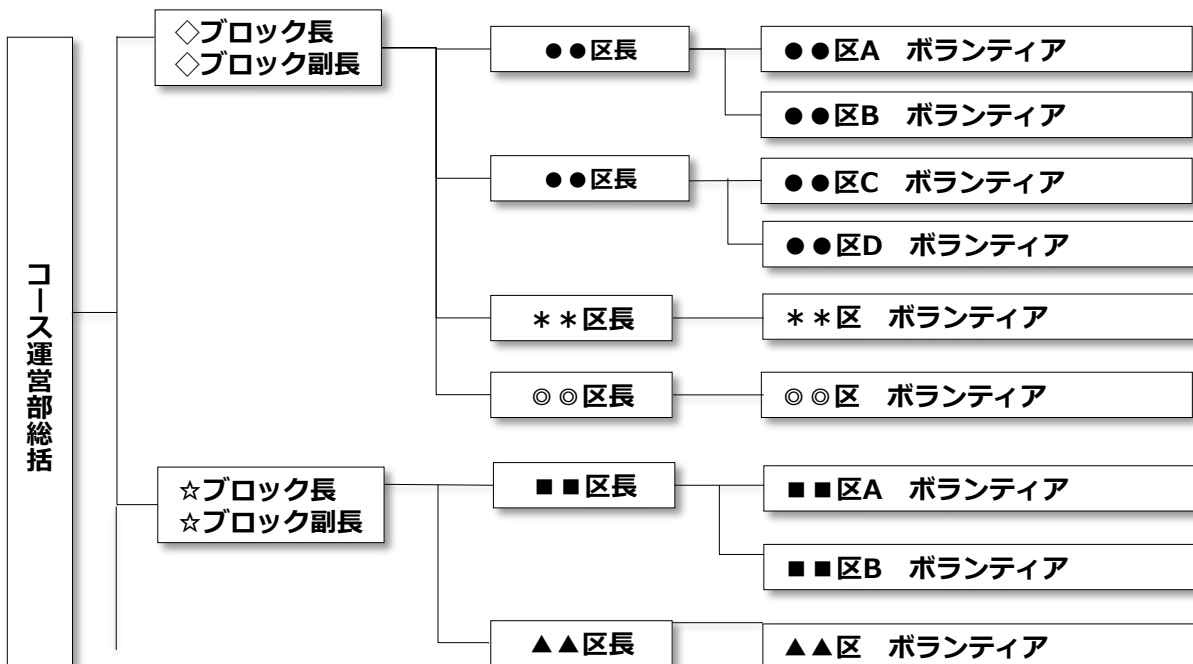 コース運営部総括
◇ブロック長
◇ブロック副長
●●区長
●●区A　ボランティア
●●区B　ボランティア
●●区長
●●区C　ボランティア
●●区D　ボランティア
＊＊区長
＊＊区　ボランティア
◎◎区長
◎◎区　ボランティア
☆ブロック長
☆ブロック副長
■■区長
■■区A　ボランティア
■■区B　ボランティア
▲▲区長
▲▲区　ボランティア